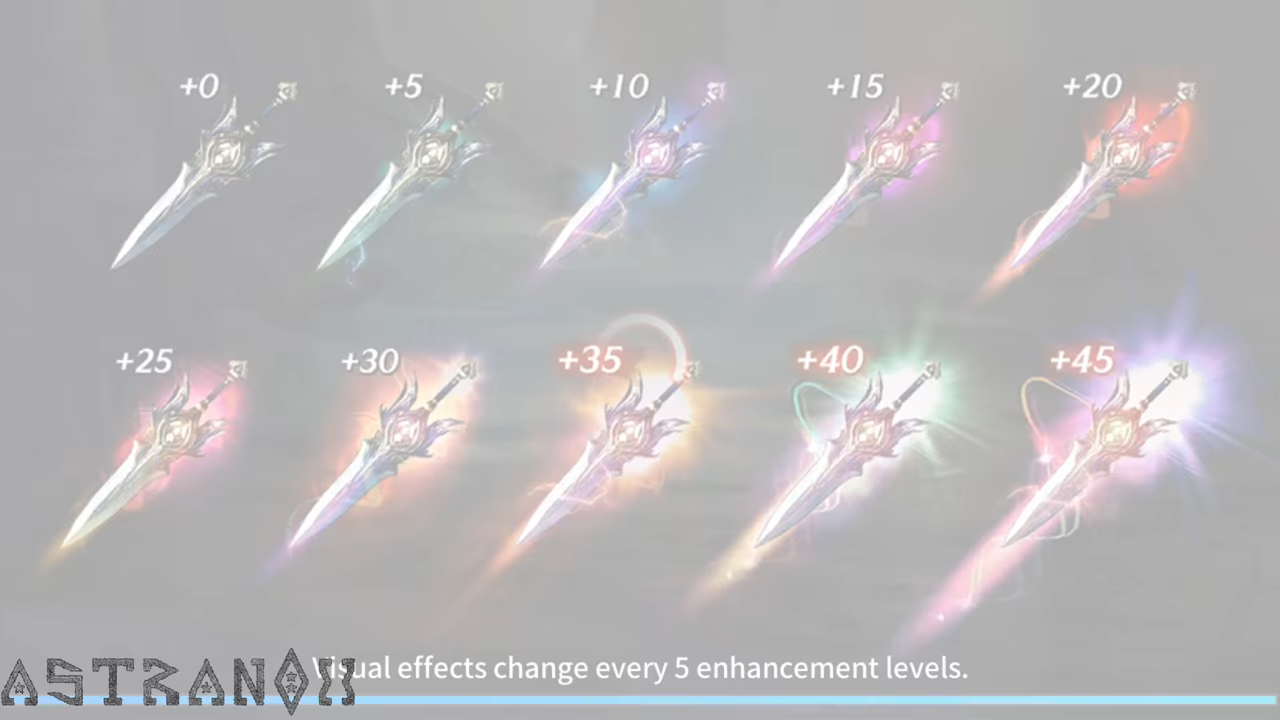 +0 +5 +10 +15 +20
+25 +30 +35 +40 +45
Visual effects change every 5 enhancement levels.
ASTRANOX